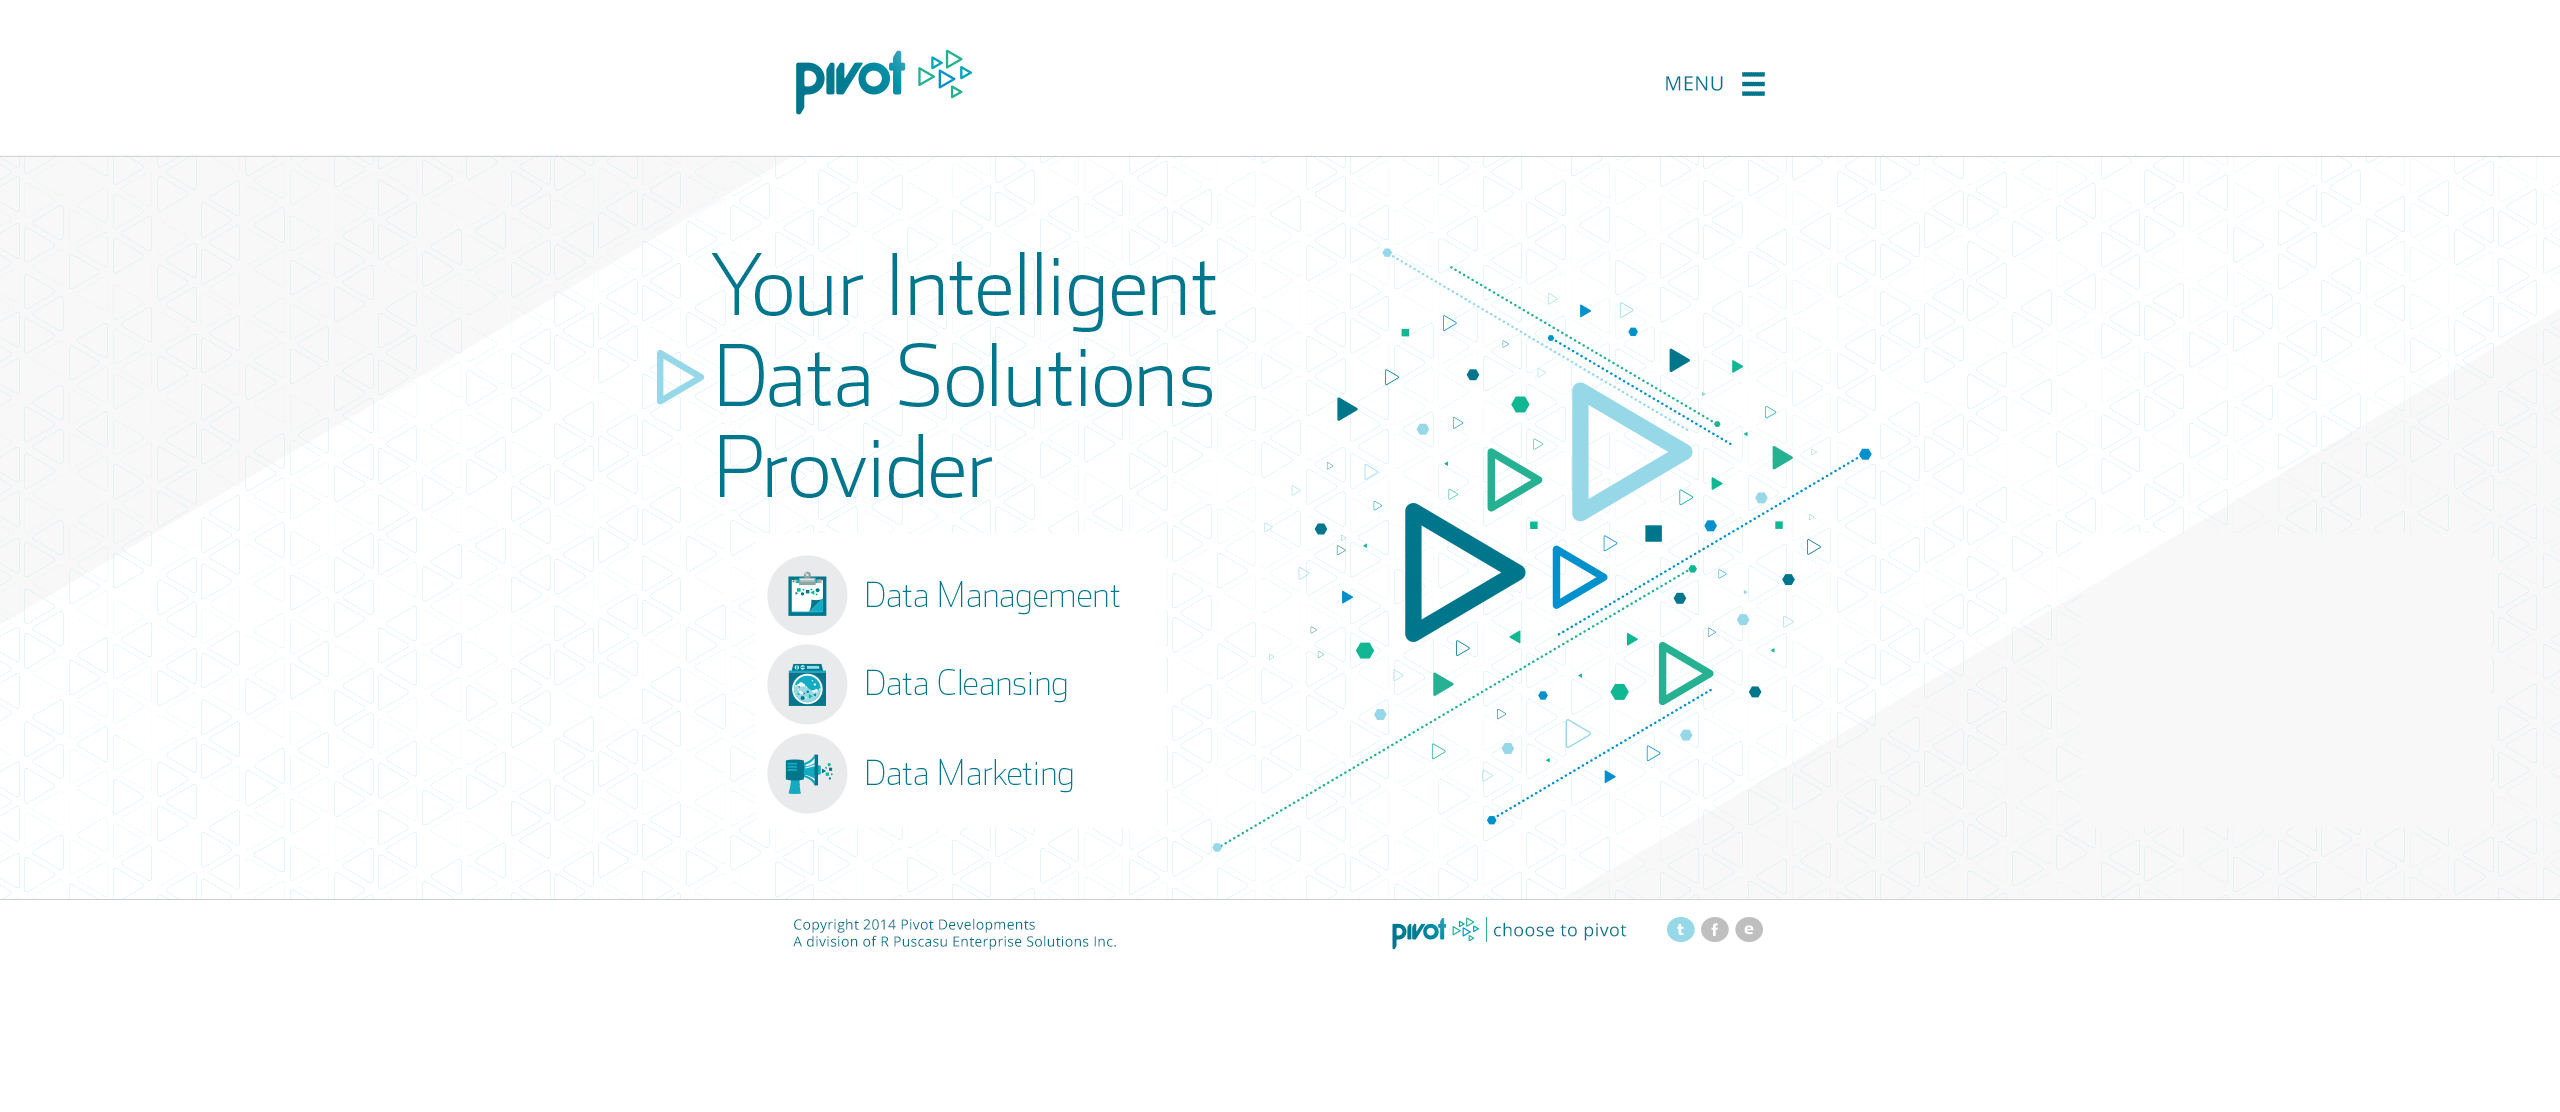 pivot
MENU
Your Intelligent
Data Solutions
Provider
Data Management
Data Cleansing
Data Marketing
Copyright 2014 Pivot Developments
A division of R Puscasu Enterprise Solutions Inc.
pivot choose to pivot
t f e